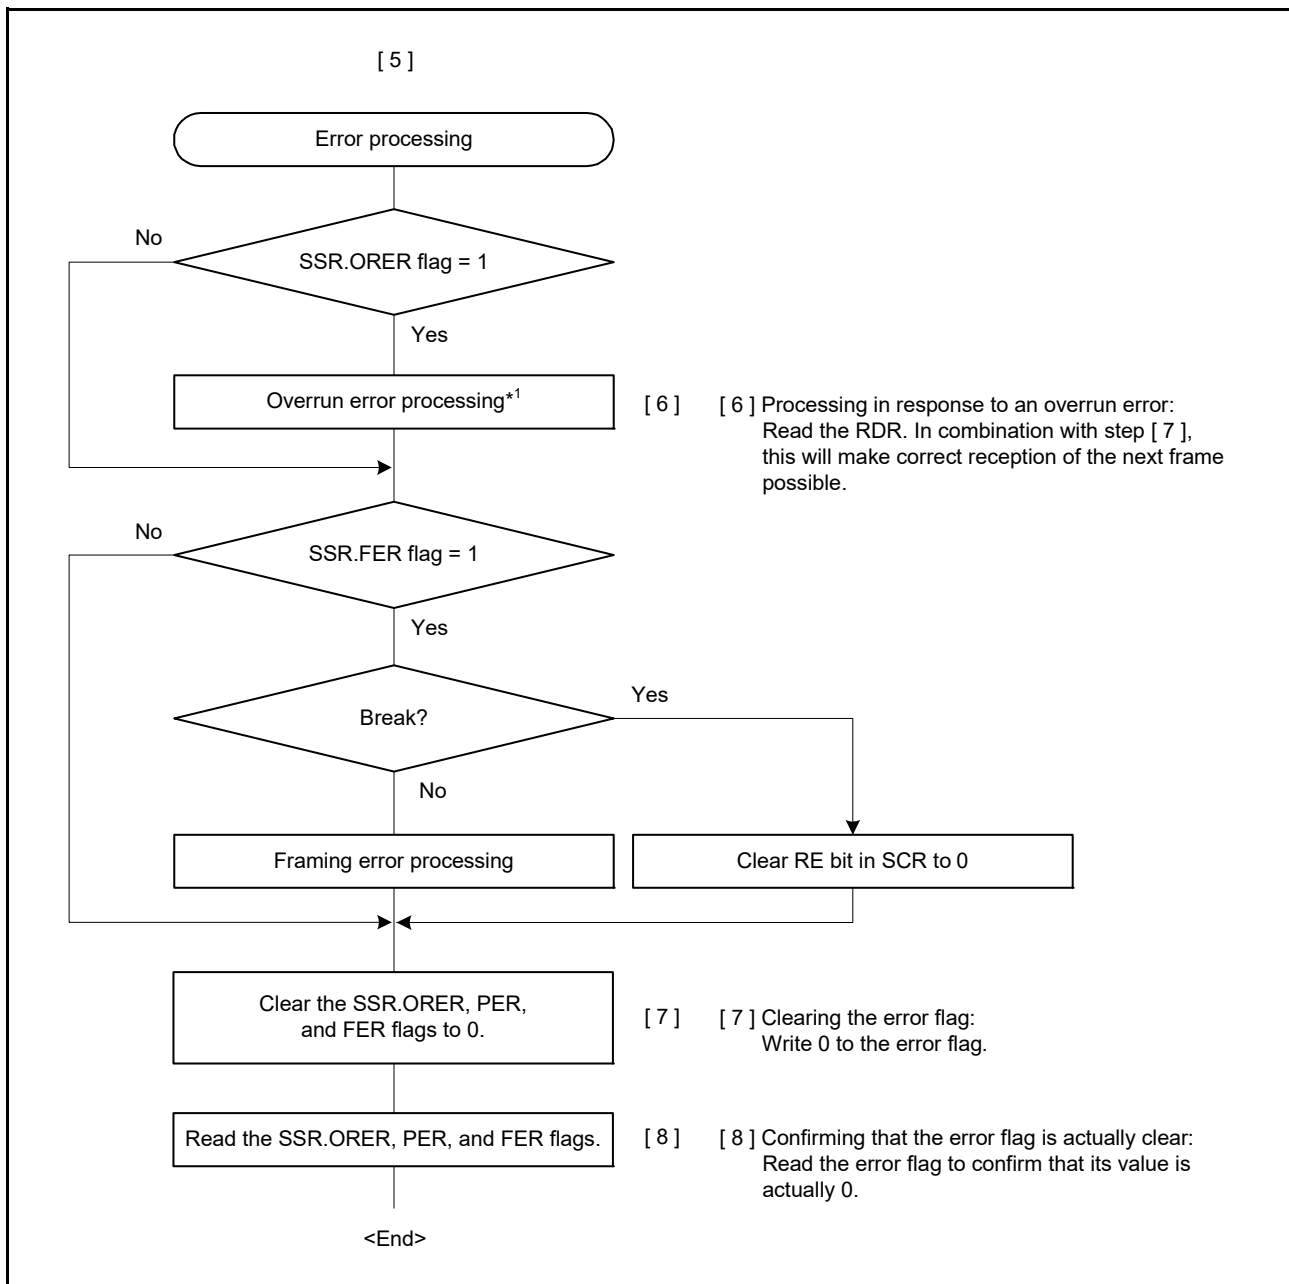 [ 5 ]
Error processing
No
SSR.ORER flag = 1
Yes
Overrun error processing*1
[ 6 ]
[ 6 ] Processing in response to an overrun error:
Read the RDR. In combination with step [ 7 ],
this will make correct reception of the next frame
possible.
No
SSR.FER flag = 1
Yes
Break?
Yes
No
Framing error processing
Clear RE bit in SCR to 0
Clear the SSR.ORER, PER,
and FER flags to 0.
[ 7 ]
[ 7 ] Clearing the error flag:
Write 0 to the error flag.
Read the SSR.ORER, PER, and FER flags.
[ 8 ]
[ 8 ] Confirming that the error flag is actually clear:
Read the error flag to confirm that its value is
actually 0.
<End>